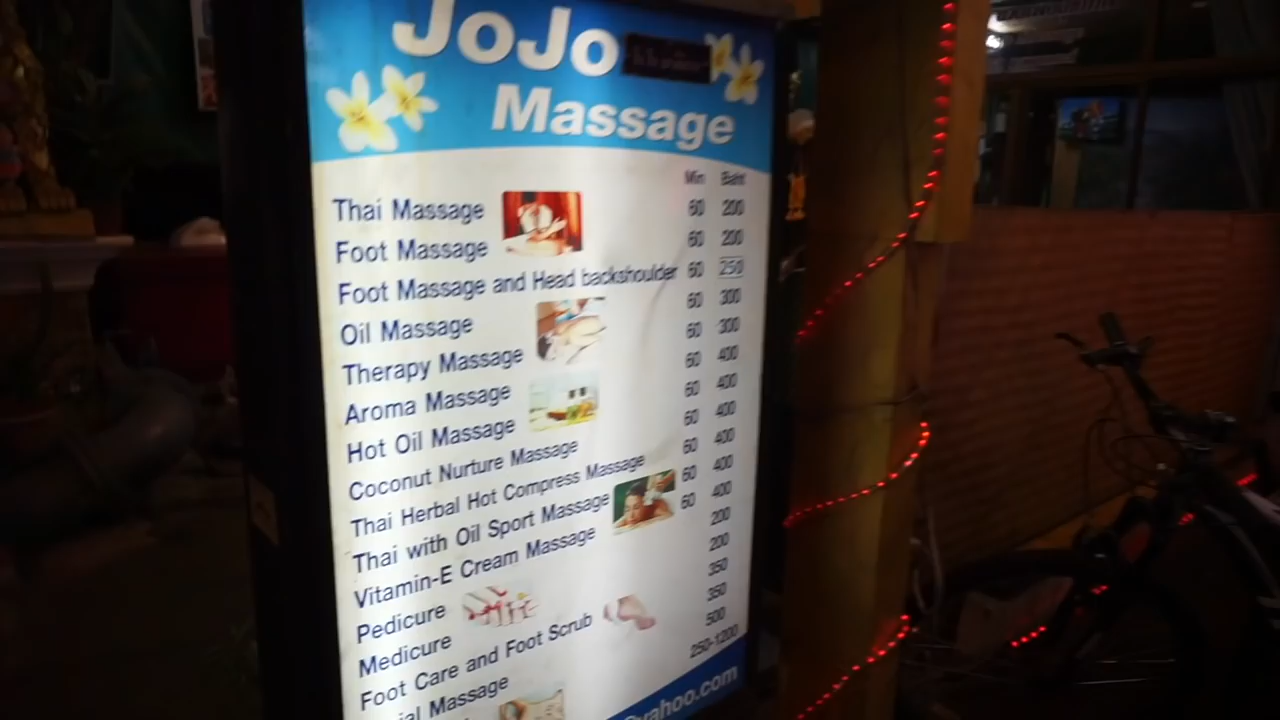 JoJo
Massage
Min Baht
Thai Massage 60 200
Foot Massage 60 200
Foot Massage and Head backshoulder 60 250
Oil Massage 60 300
Therapy Massage 60 300
Aroma Massage 60 400
Hot Oil Massage 60 400
Coconut Nurture Massage 60 400
Thai Herbal Hot Compress Massage 60 400
Thai with Oil Sport Massage 60 400
Vitamin-E Cream Massage 60 400
Pedicure 200
Medicure 200
Foot Care and Foot Scrub 350
Massage 350
500
250-1200
@yahoo.com